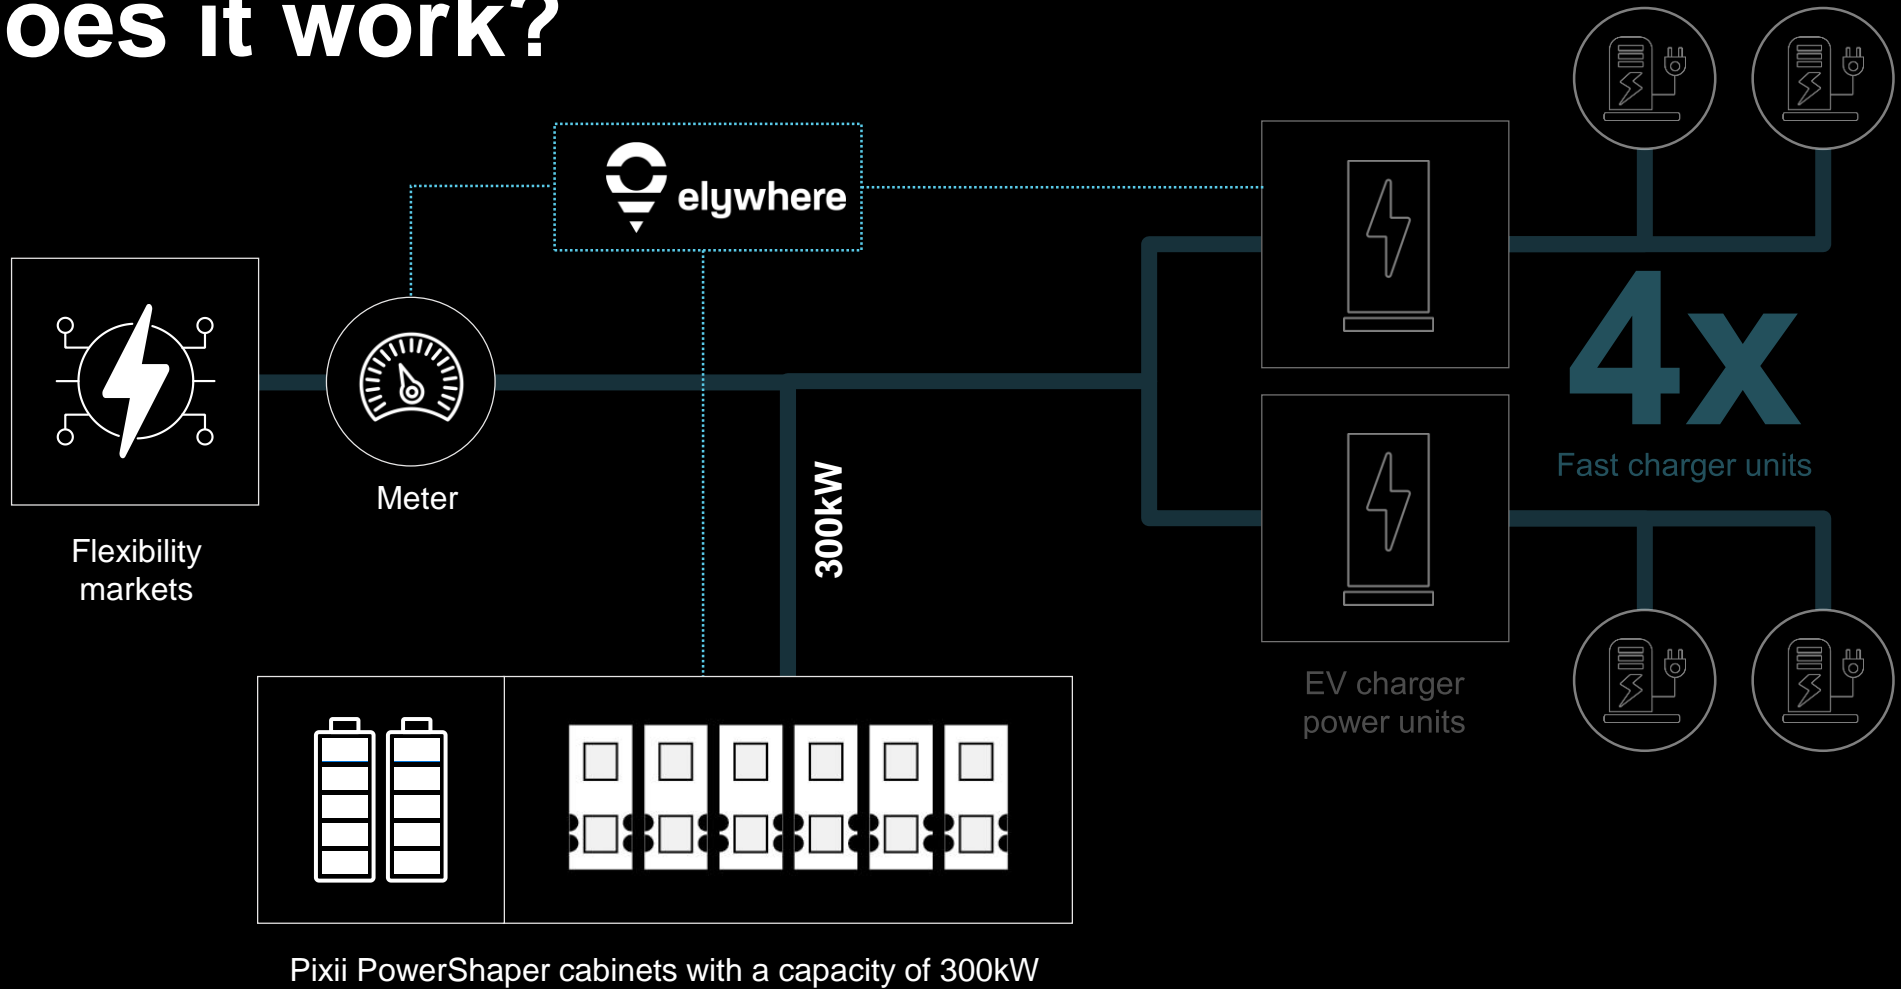 oes it work?
elywhere
4x
Fast charger units
Meter
300kW
Flexibility
markets
EV charger
power units
Pixii PowerShaper cabinets with a capacity of 300kW